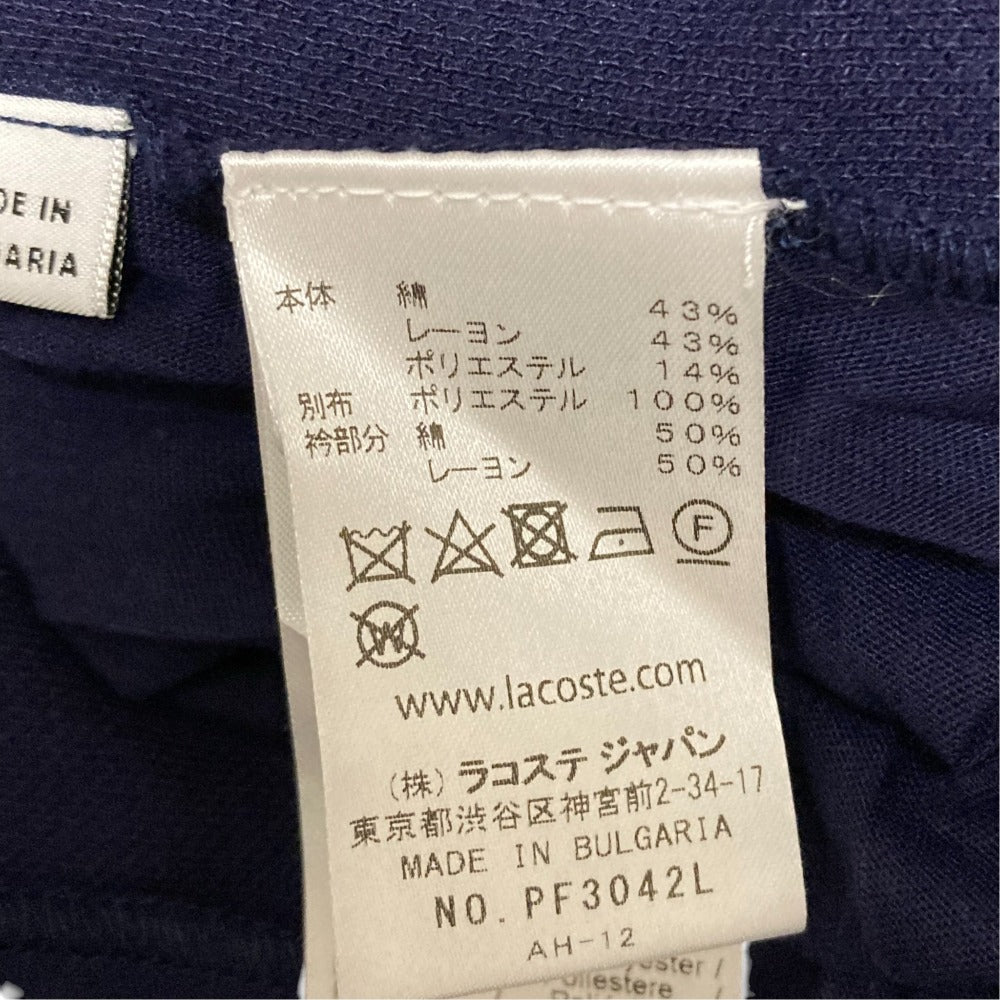 DE IN
GARIA
本体 綿 43%
レーヨン 43%
ポリエステル 14%
別布 ポリエステル 100%
衿部分 綿 50%
レーヨン 50%
F
W
www.lacoste.com
(株) ラコステ ジャパン
東京都渋谷区神宮前2-34-17
MADE IN BULGARIA
NO. PF3042L
AH-12